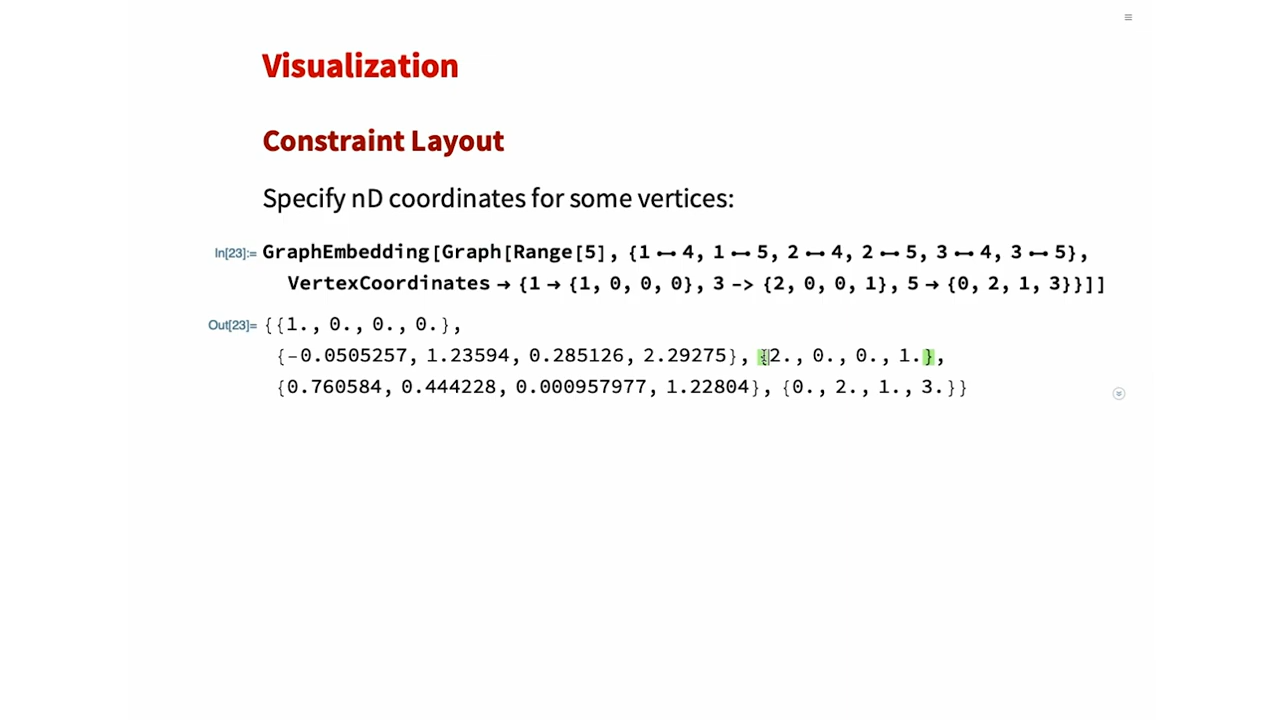 Visualization
Constraint Layout
Specify nD coordinates for some vertices:
In[23]:= GraphEmbedding[Graph[Range[5], {1 ⊷ 4, 1 ⊷ 5, 2 ⊷ 4, 2 ⊷ 5, 3 ⊷ 4, 3 ⊷ 5},
VertexCoordinates → {1 → {1, 0, 0, 0}, 3 -> {2, 0, 0, 1}, 5 → {0, 2, 1, 3}}]]
Out[23]= {{1., 0., 0., 0.},
{-0.0505257, 1.23594, 0.285126, 2.29275}, {2., 0., 0., 1.},
{0.760584, 0.444228, 0.000957977, 1.22804}, {0., 2., 1., 3.}}